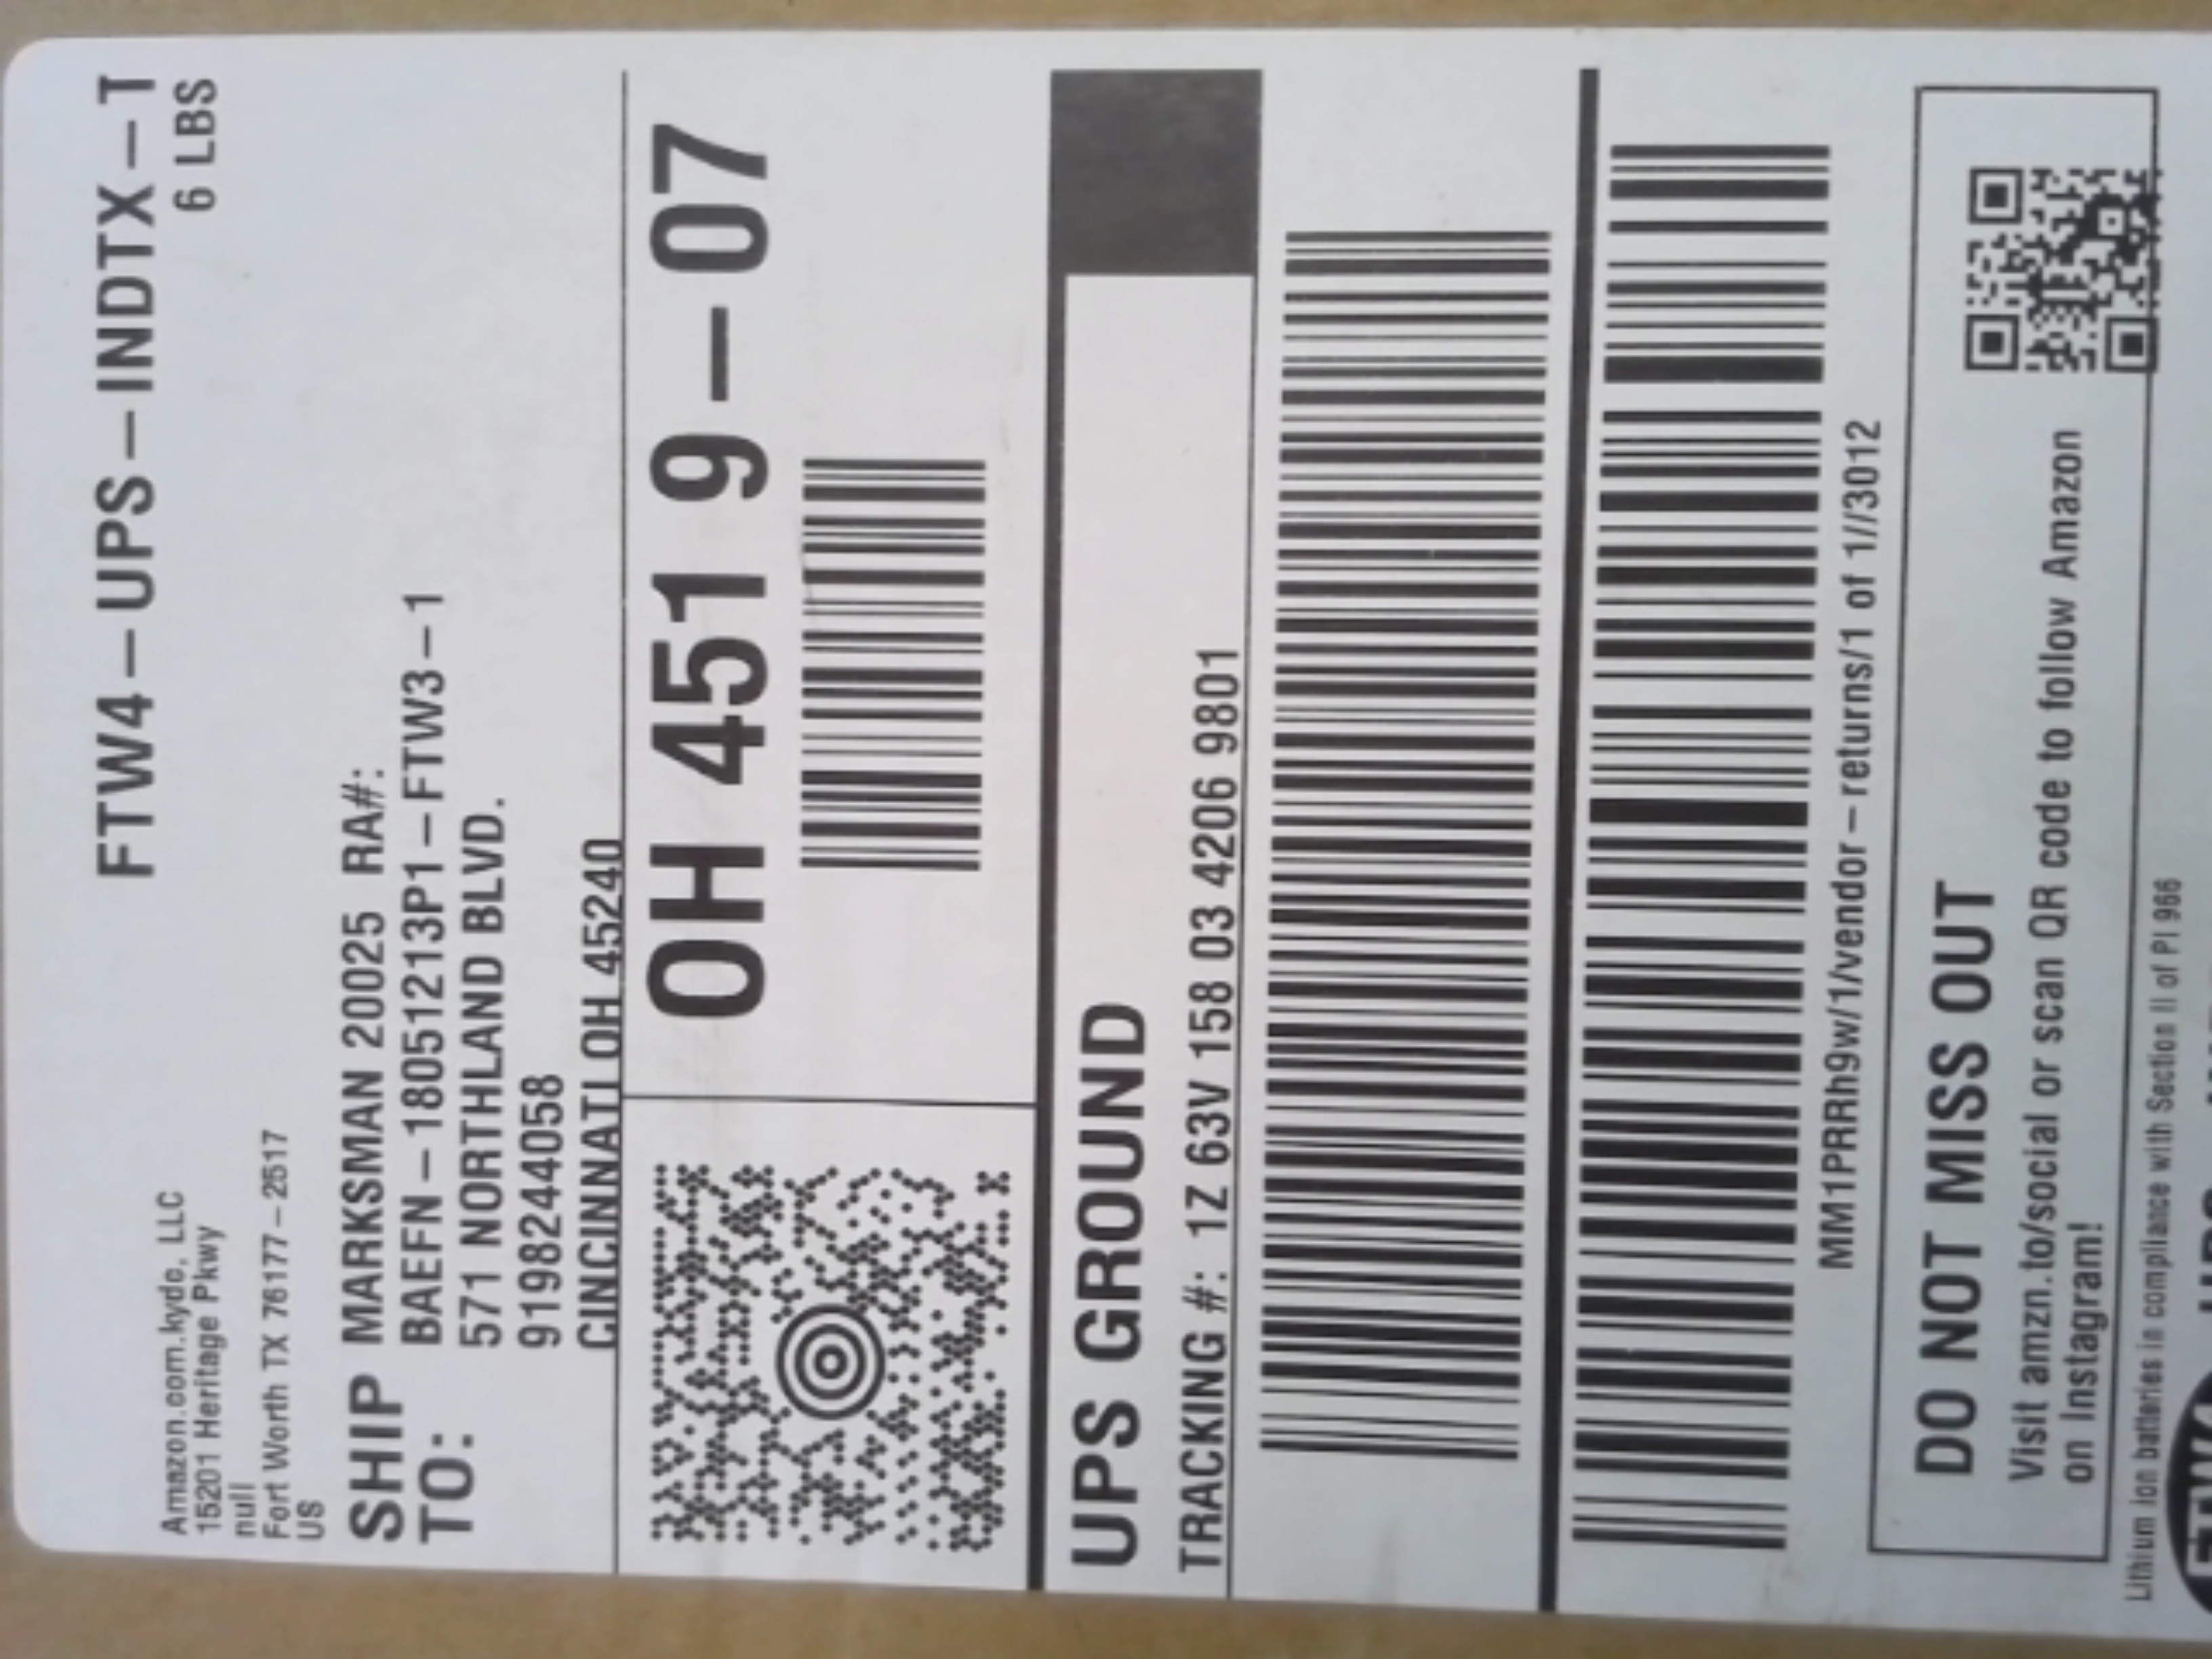 FTW4-UPS-INDTX-T
6 LBS
Amazon.com.kydc, LLC
15201 Heritage Pkwy
null
Fort Worth TX 76177-2517
US
SHIP TO:
MARKSMAN 20025 RA#:
BAEFN-18051213P1-FTW3-1
571 NORTHLAND BLVD.
9198244058
CINCINNATI OH 45240
OH 451 9-07
UPS GROUND
TRACKING #: 1Z 63V 158 03 4206 9801
MM1PRRh9w/1/vendor-returns/1 of 1//3012
DO NOT MISS OUT
Visit amzn.to/social or scan QR code to follow Amazon
on Instagram!
Lithium ion batteries in compliance with Section II of PI 966